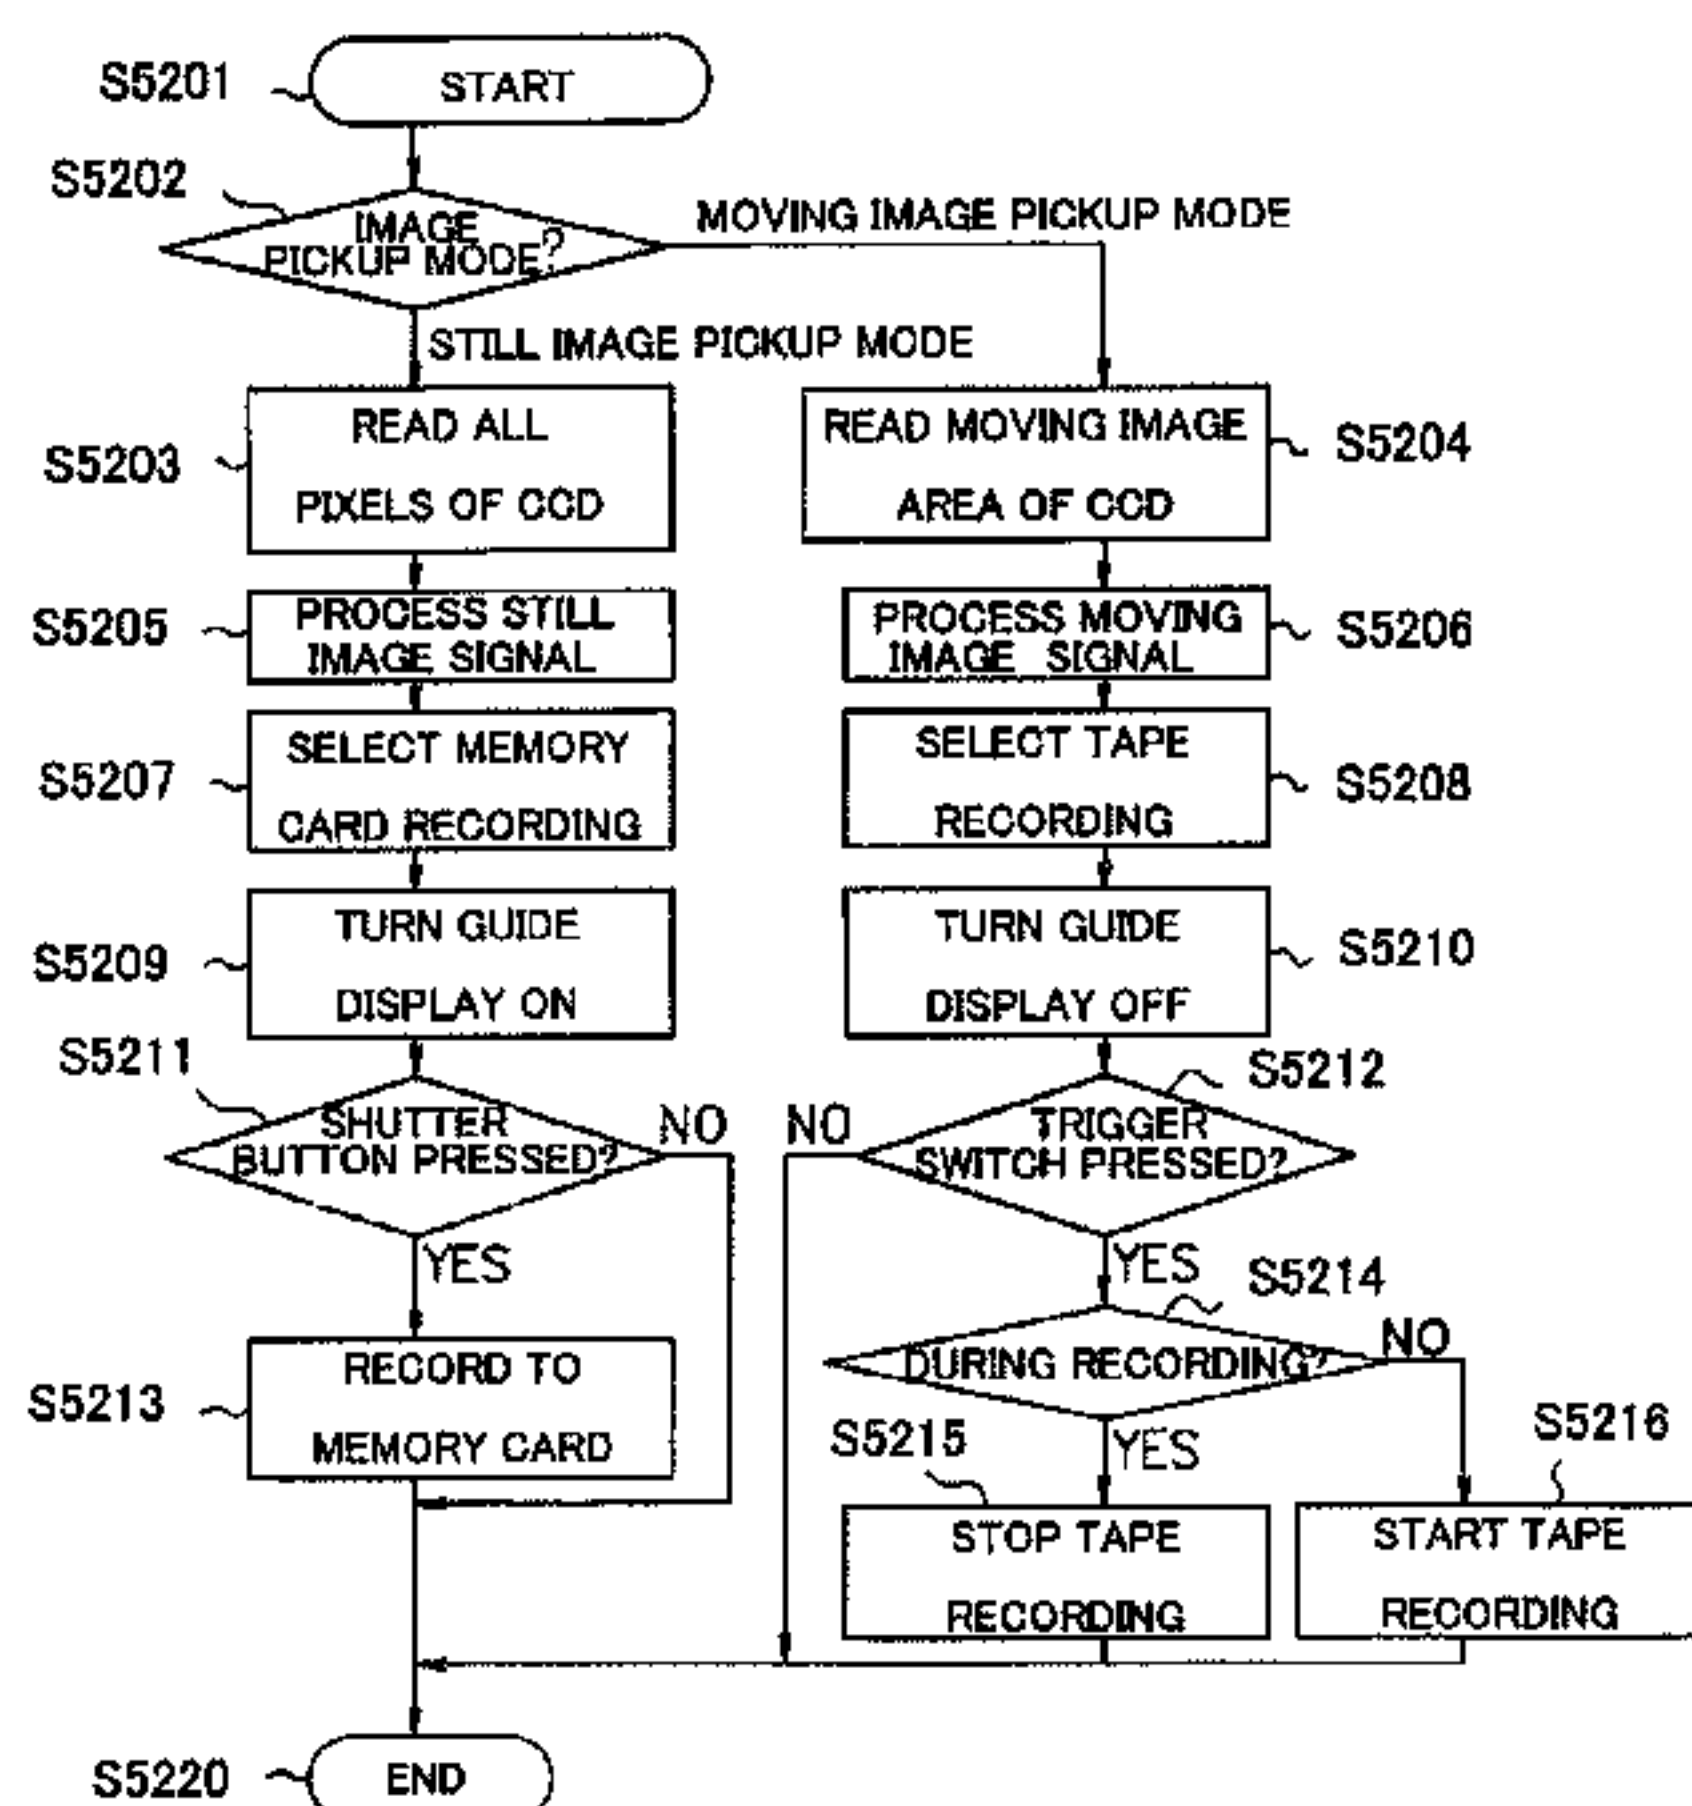 S5201
START
S5202
IMAGE
PICKUP MODE?
MOVING IMAGE PICKUP MODE
STILL IMAGE PICKUP MODE
S5203
READ ALL
PIXELS OF CCD
READ MOVING IMAGE
AREA OF CCD
S5204
S5205
PROCESS STILL
IMAGE SIGNAL
PROCESS MOVING
IMAGE SIGNAL
S5206
S5207
SELECT MEMORY
CARD RECORDING
SELECT TAPE
RECORDING
S5208
S5209
TURN GUIDE
DISPLAY ON
TURN GUIDE
DISPLAY OFF
S5210
S5211
SHUTTER
BUTTON PRESSED?
NO
NO
TRIGGER
SWITCH PRESSED?
S5212
YES
YES
S5214
DURING RECORDING?
NO
S5213
RECORD TO
MEMORY CARD
YES
S5215
STOP TAPE
RECORDING
S5216
START TAPE
RECORDING
S5220
END